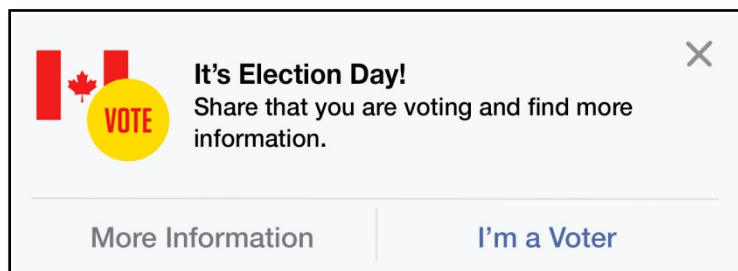 It's Election Day!
VOTE
Share that you are voting and find more
information.
More Information
I'm a Voter